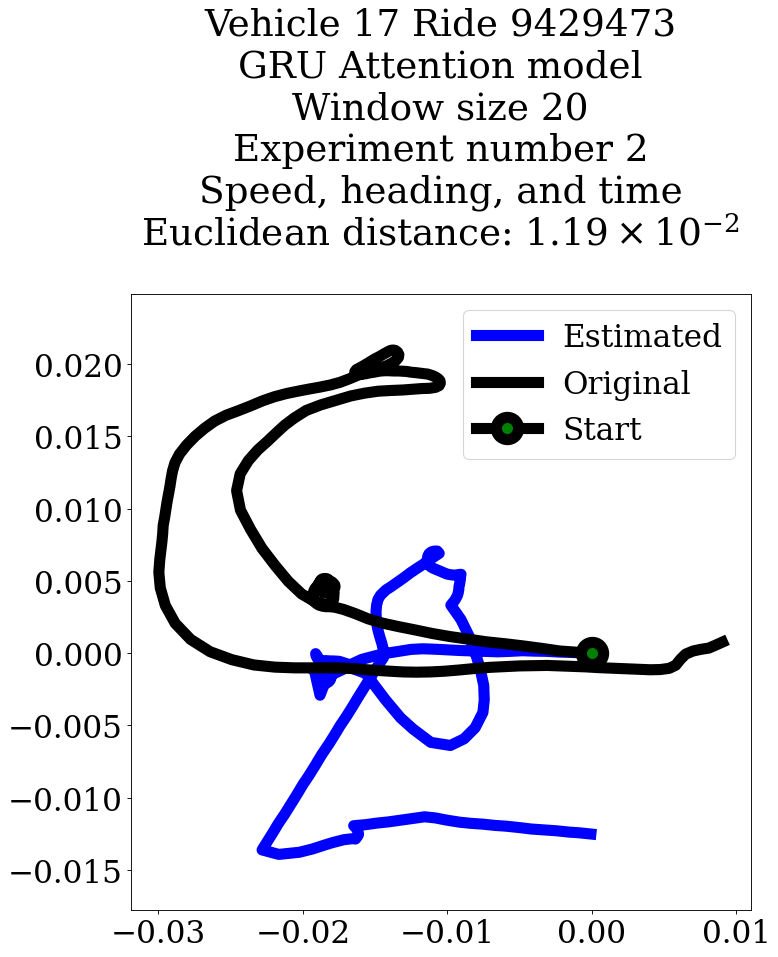 Vehicle 17 Ride 9429473
GRU Attention model
Window size 20
Experiment number 2
Speed, heading, and time
Euclidean distance: 1.19 × 10⁻²
Estimated
Original
Start
0.020
0.015
0.010
0.005
0.000
−0.005
−0.010
−0.015
−0.03 −0.02 −0.01 0.00 0.01